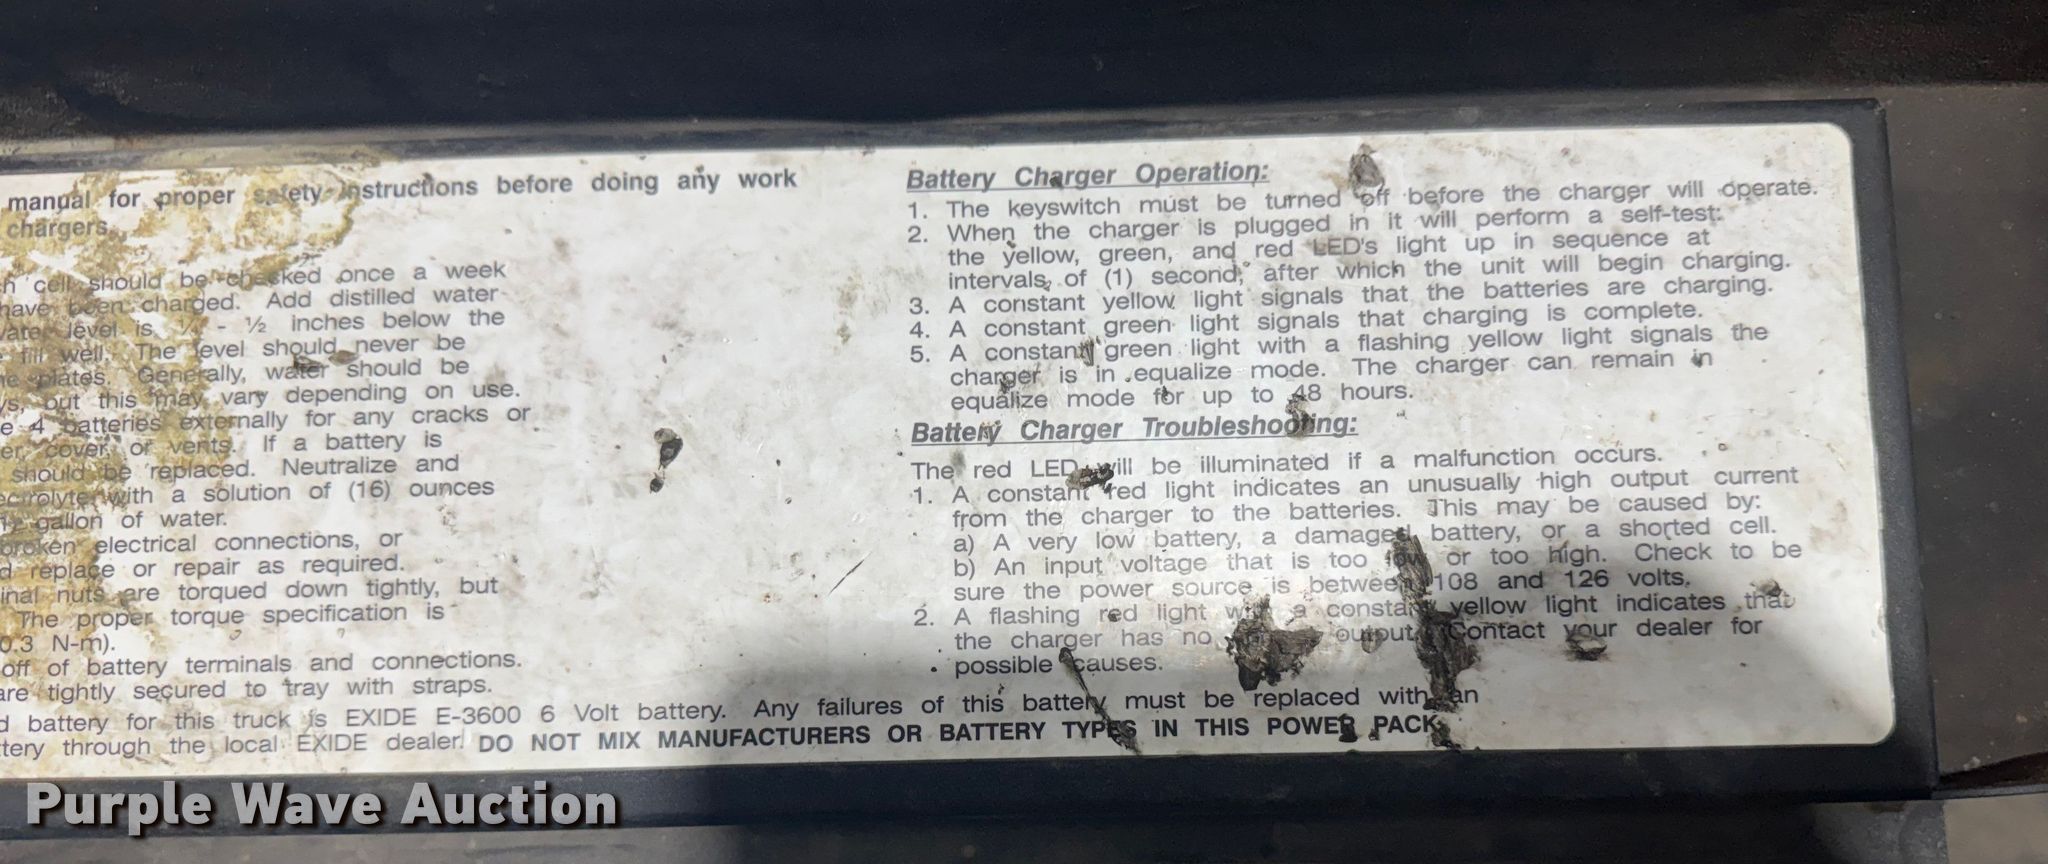 manual for proper safety instructions before doing any work
chargers
cell should be checked once a week
have been charged. Add distilled water
level is ¼ - ½ inches below the
fill well. The level should never be
plates. Generally, water should be
but this may vary depending on use.
4 batteries externally for any cracks or
cover, or vents. If a battery is
should be replaced. Neutralize and
with a solution of (16) ounces
gallon of water.
broken electrical connections, or
replace or repair as required.
nuts are torqued down tightly, but
The proper torque specification is
N-m).
off of battery terminals and connections.
are tightly secured to tray with straps.
battery for this truck is EXIDE E-3600 6 Volt battery. Any failures of this battery must be replaced with an
through the local EXIDE dealer. DO NOT MIX MANUFACTURERS OR BATTERY TYPES IN THIS POWER PACK.
Battery Charger Operation:
1. The keyswitch must be turned off before the charger will operate.
2. When the charger is plugged in it will perform a self-test:
the yellow, green, and red LED's light up in sequence at
intervals of (1) second, after which the unit will begin charging.
3. A constant yellow light signals that the batteries are charging.
4. A constant green light signals that charging is complete.
5. A constant green light with a flashing yellow light signals the
charger is in equalize mode. The charger can remain in
equalize mode for up to 48 hours.
Battery Charger Troubleshooting:
The red LED will be illuminated if a malfunction occurs.
1. A constant red light indicates an unusually high output current
from the charger to the batteries. This may be caused by:
a) A very low battery, a damaged battery, or a shorted cell.
b) An input voltage that is too low or too high. Check to be
sure the power source is between 108 and 126 volts.
2. A flashing red light with a constant yellow light indicates that
the charger has no output. Contact your dealer for
possible causes.
Purple Wave Auction